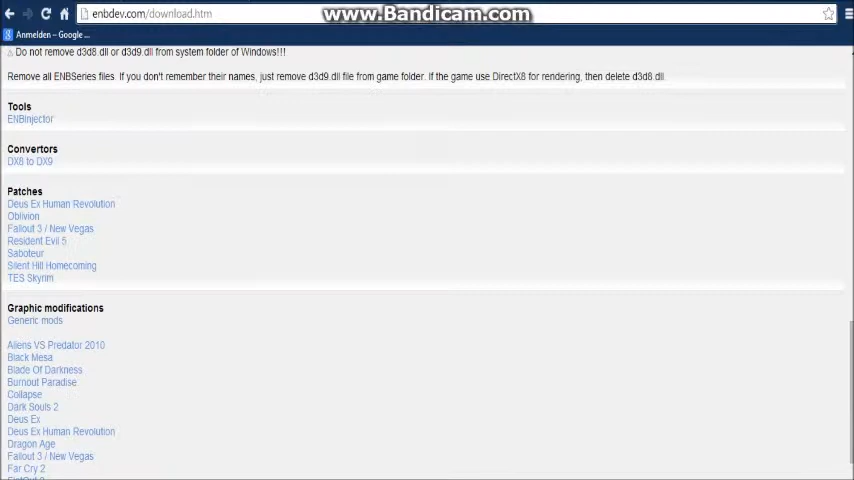 enbdev.com/download.htm
www.Bandicam.com
Anmelden – Google ...
⚠ Do not remove d3d8.dll or d3d9.dll from system folder of Windows!!!
Remove all ENBSeries files. If you don't remember their names, just remove d3d9.dll file from game folder. If the game use DirectX8 for rendering, then delete d3d8.dll.
Tools
ENBinjector
Convertors
DX8 to DX9
Patches
Deus Ex Human Revolution
Oblivion
Fallout 3 / New Vegas
Resident Evil 5
Saboteur
Silent Hill Homecoming
TES Skyrim
Graphic modifications
Generic mods
Aliens VS Predator 2010
Black Mesa
Blade Of Darkness
Burnout Paradise
Collapse
Dark Souls 2
Deus Ex
Deus Ex Human Revolution
Dragon Age
Fallout 3 / New Vegas
Far Cry 2